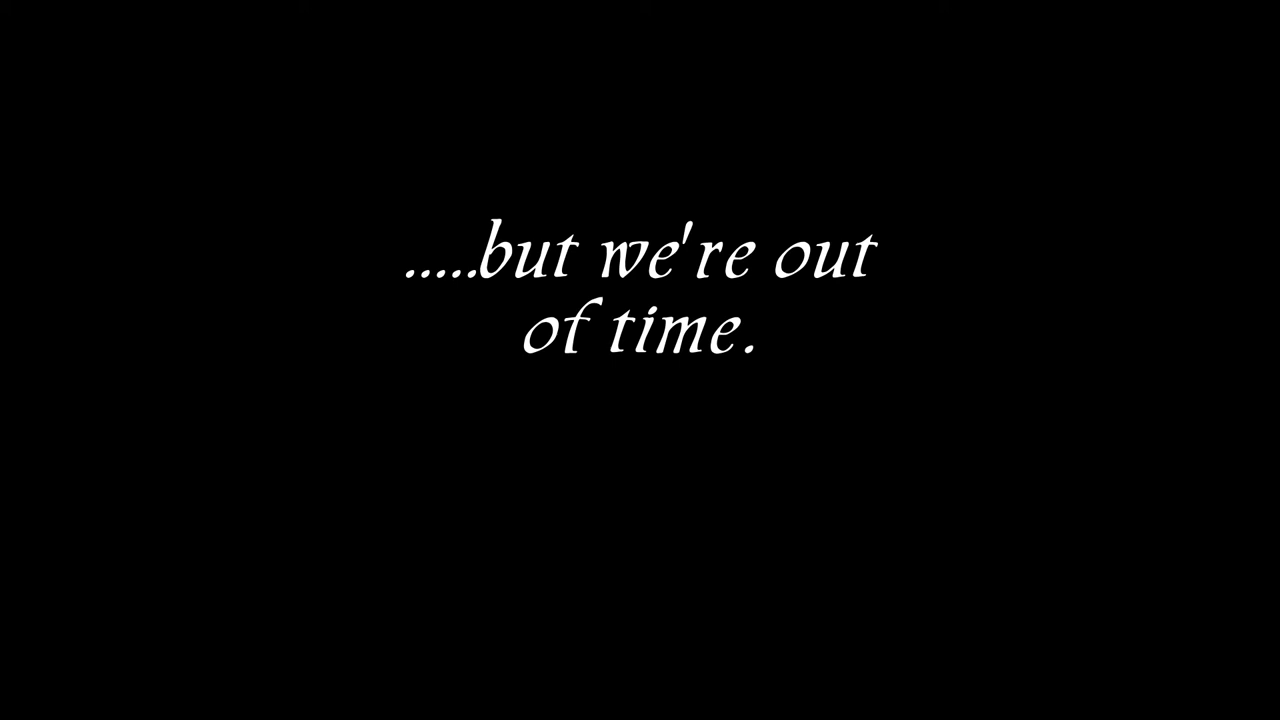 .....but we're out
of time.